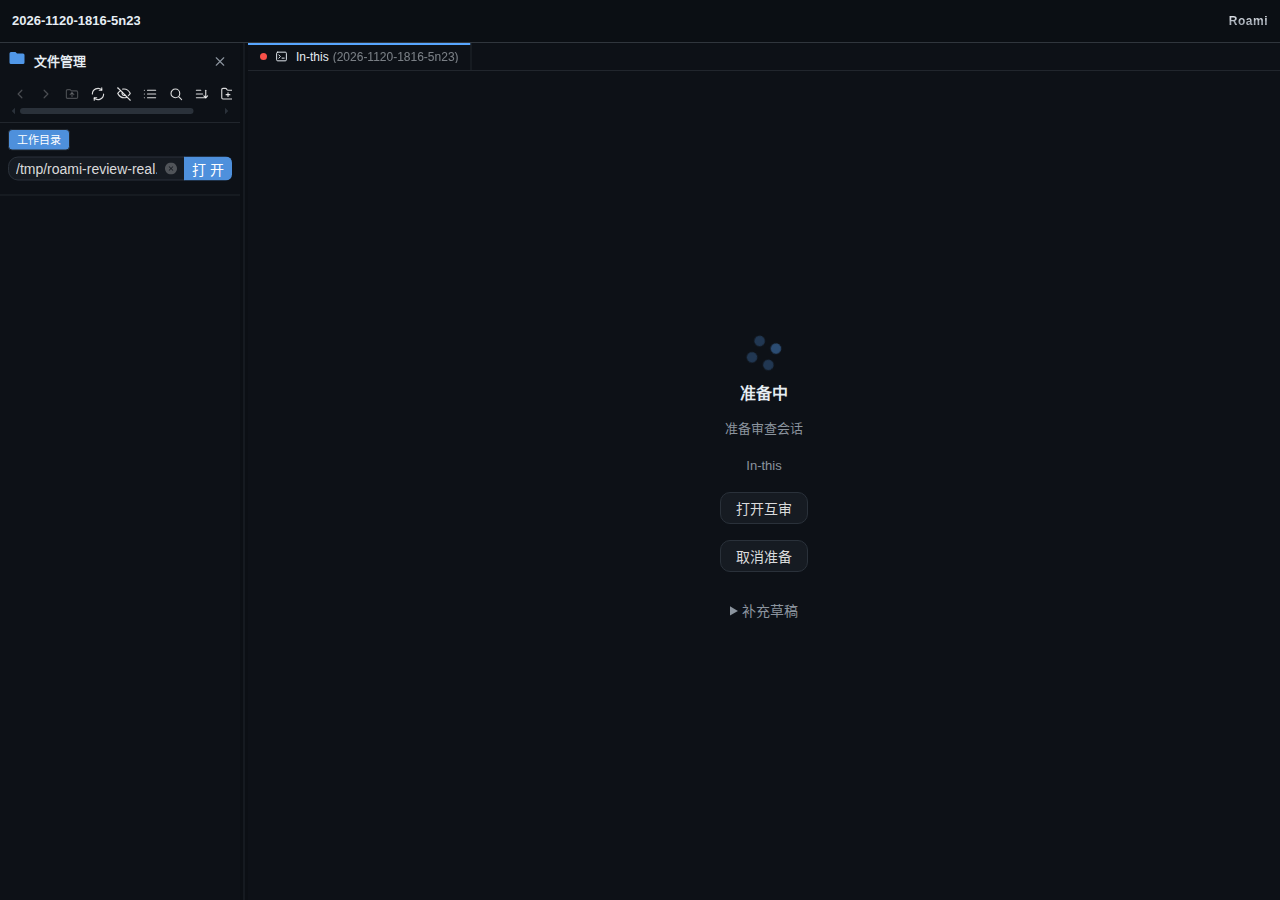 2026-1120-1816-5n23
Roami
文件管理
In-this (2026-1120-1816-5n23)
工作目录
/tmp/roami-review-real.
打 开
准备中
准备审查会话
In-this
打开互审
取消准备
补充草稿